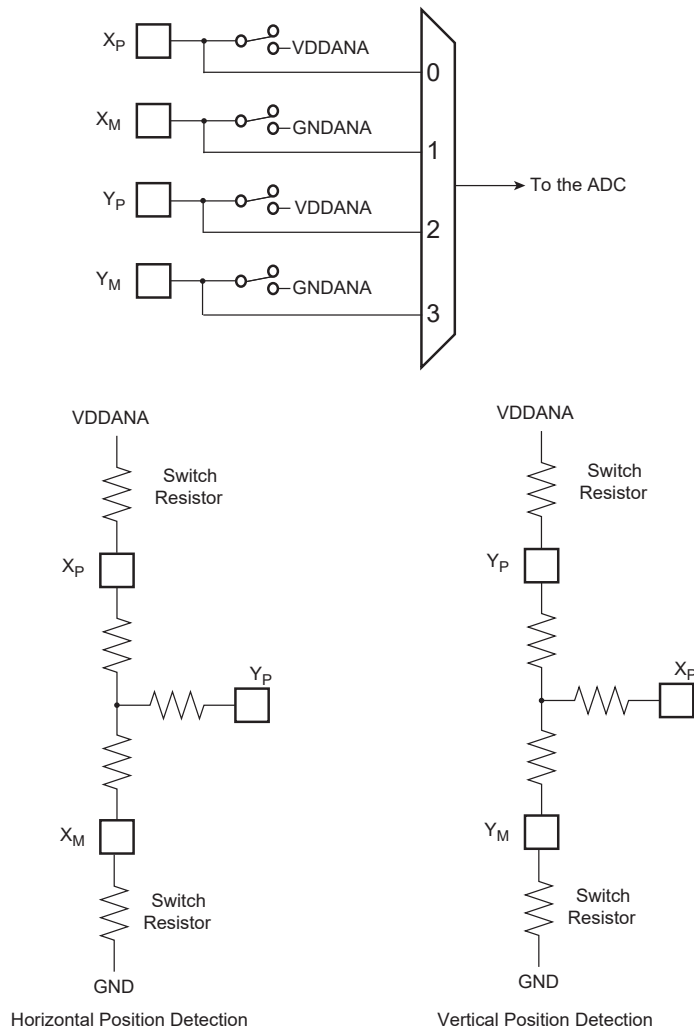 XP
VDDANA
0
XM
GNDANA
1
To the ADC
YP
VDDANA
2
YM
GNDANA
3
VDDANA
Switch
Resistor
XP
YP
XM
Switch
Resistor
GND
Horizontal Position Detection
VDDANA
Switch
Resistor
YP
XP
YM
Switch
Resistor
GND
Vertical Position Detection